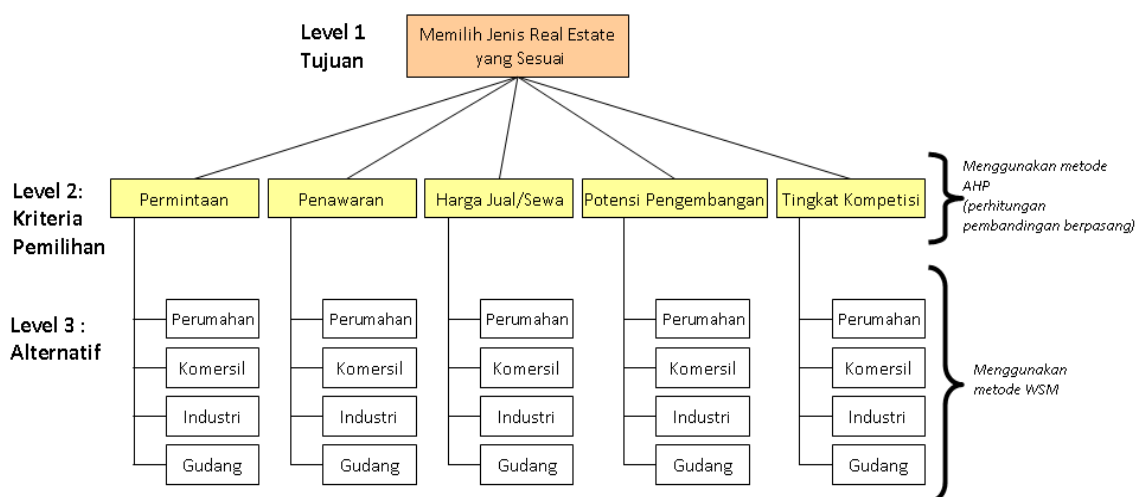 Level 1
Tujuan
Memilih Jenis Real Estate
yang Sesuai
Level 2:
Kriteria
Pemilihan
Permintaan
Penawaran
Harga Jual/Sewa
Potensi Pengembangan
Tingkat Kompetisi
Menggunakan metode
AHP
(perhitungan
pembandingan berpasang)
Level 3 :
Alternatif
Perumahan
Komersil
Industri
Gudang
Perumahan
Komersil
Industri
Gudang
Perumahan
Komersil
Industri
Gudang
Perumahan
Komersil
Industri
Gudang
Perumahan
Komersil
Industri
Gudang
Menggunakan
metode WSM